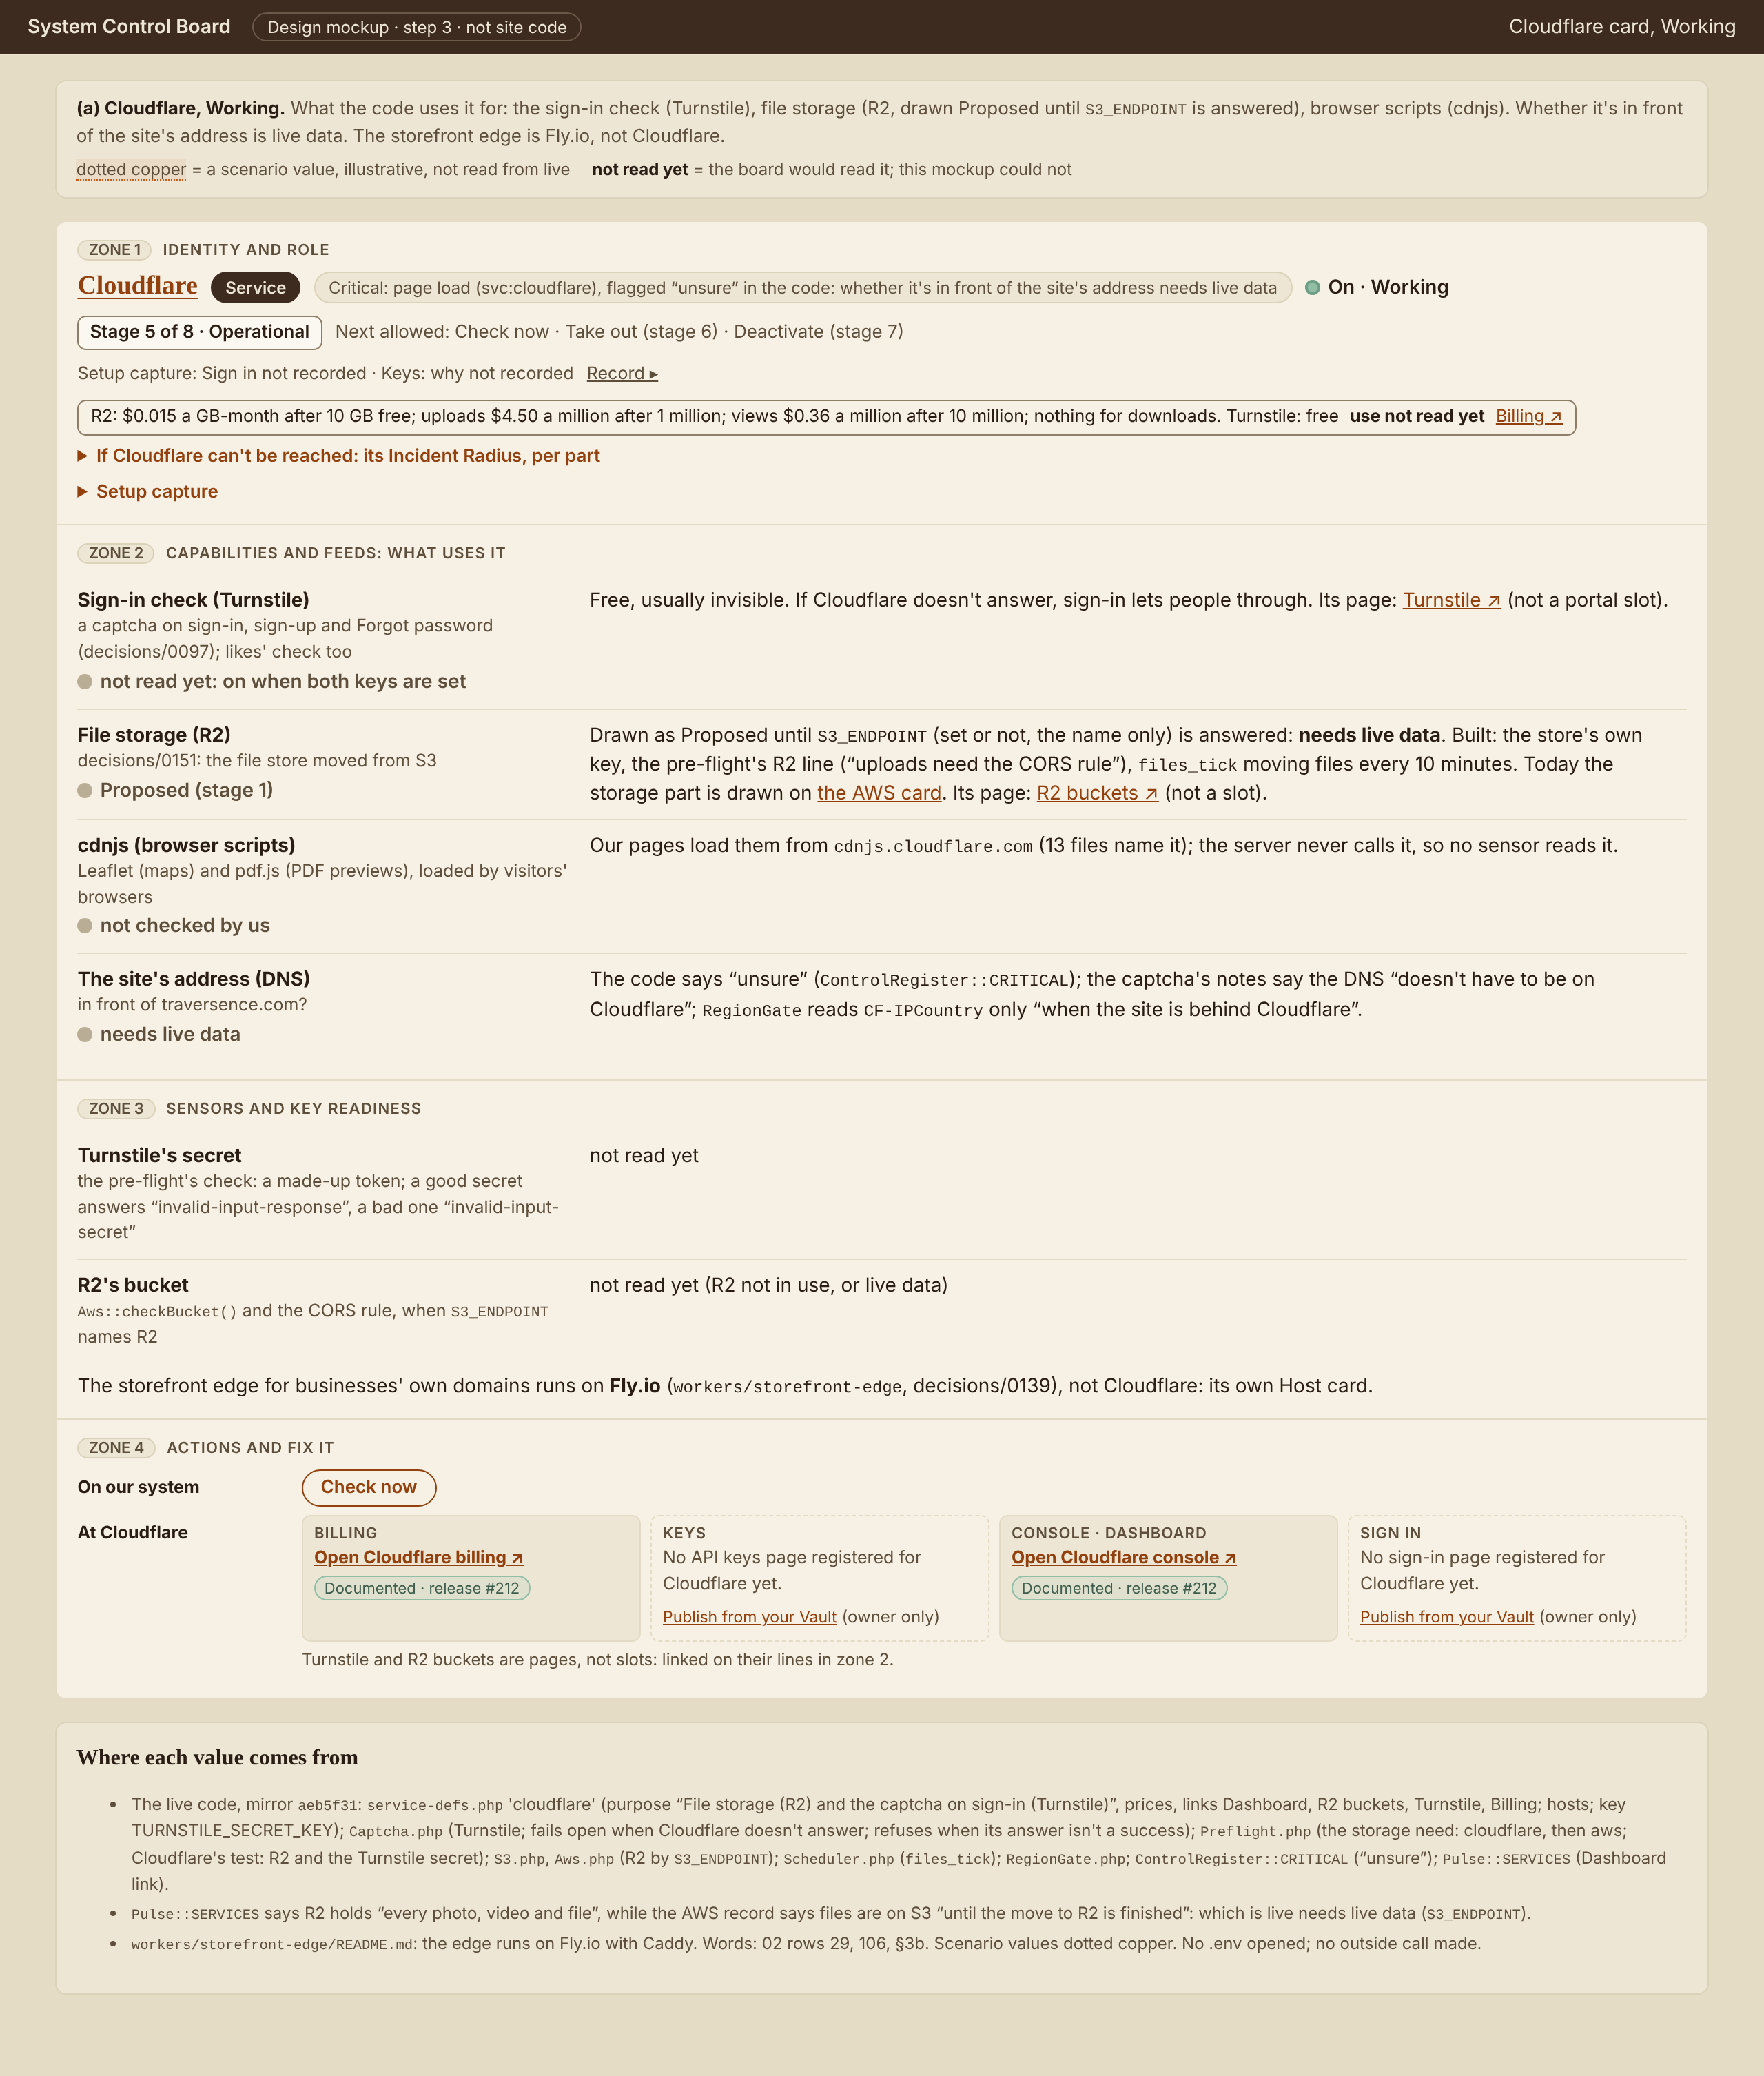 System Control Board
Design mockup · step 3 · not site code
Cloudflare card, Working
(a) Cloudflare, Working. What the code uses it for: the sign-in check (Turnstile), file storage (R2, drawn Proposed until S3_ENDPOINT is answered), browser scripts (cdnjs). Whether it's in front
of the site's address is live data. The storefront edge is Fly.io, not Cloudflare.
dotted copper = a scenario value, illustrative, not read from live not read yet = the board would read it; this mockup could not
ZONE 1 IDENTITY AND ROLE
Cloudflare Service Critical: page load (svc:cloudflare), flagged “unsure” in the code: whether it's in front of the site's address needs live data On · Working
Stage 5 of 8 · Operational Next allowed: Check now · Take out (stage 6) · Deactivate (stage 7)
Setup capture: Sign in not recorded · Keys: why not recorded Record ▸
R2: $0.015 a GB-month after 10 GB free; uploads $4.50 a million after 1 million; views $0.36 a million after 10 million; nothing for downloads. Turnstile: free use not read yet Billing ↗
▶ If Cloudflare can't be reached: its Incident Radius, per part
▶ Setup capture
ZONE 2 CAPABILITIES AND FEEDS: WHAT USES IT
Sign-in check (Turnstile)
a captcha on sign-in, sign-up and Forgot password
(decisions/0097); likes' check too
not read yet: on when both keys are set
Free, usually invisible. If Cloudflare doesn't answer, sign-in lets people through. Its page: Turnstile ↗ (not a portal slot).
File storage (R2)
decisions/0151: the file store moved from S3
Proposed (stage 1)
Drawn as Proposed until S3_ENDPOINT (set or not, the name only) is answered: needs live data. Built: the store's own
key, the pre-flight's R2 line (“uploads need the CORS rule”), files_tick moving files every 10 minutes. Today the
storage part is drawn on the AWS card. Its page: R2 buckets ↗ (not a slot).
cdnjs (browser scripts)
Leaflet (maps) and pdf.js (PDF previews), loaded by visitors'
browsers
not checked by us
Our pages load them from cdnjs.cloudflare.com (13 files name it); the server never calls it, so no sensor reads it.
The site's address (DNS)
in front of traversence.com?
needs live data
The code says “unsure” (ControlRegister::CRITICAL); the captcha's notes say the DNS “doesn't have to be on
Cloudflare”; RegionGate reads CF-IPCountry only “when the site is behind Cloudflare”.
ZONE 3 SENSORS AND KEY READINESS
Turnstile's secret
the pre-flight's check: a made-up token; a good secret
answers “invalid-input-response”, a bad one “invalid-input-
secret”
not read yet
R2's bucket
Aws::checkBucket() and the CORS rule, when S3_ENDPOINT
names R2
not read yet (R2 not in use, or live data)
The storefront edge for businesses' own domains runs on Fly.io (workers/storefront-edge, decisions/0139), not Cloudflare: its own Host card.
ZONE 4 ACTIONS AND FIX IT
On our system
Check now
At Cloudflare
BILLING
Open Cloudflare billing ↗
Documented · release #212
KEYS
No API keys page registered for
Cloudflare yet.
Publish from your Vault (owner only)
CONSOLE · DASHBOARD
Open Cloudflare console ↗
Documented · release #212
SIGN IN
No sign-in page registered for
Cloudflare yet.
Publish from your Vault (owner only)
Turnstile and R2 buckets are pages, not slots: linked on their lines in zone 2.
Where each value comes from
• The live code, mirror aeb5f31: service-defs.php 'cloudflare' (purpose “File storage (R2) and the captcha on sign-in (Turnstile)”, prices, links Dashboard, R2 buckets, Turnstile, Billing; hosts; key
TURNSTILE_SECRET_KEY); Captcha.php (Turnstile; fails open when Cloudflare doesn't answer; refuses when its answer isn't a success); Preflight.php (the storage need: cloudflare, then aws;
Cloudflare's test: R2 and the Turnstile secret); S3.php, Aws.php (R2 by S3_ENDPOINT); Scheduler.php (files_tick); RegionGate.php; ControlRegister::CRITICAL (“unsure”); Pulse::SERVICES (Dashboard
link).
• Pulse::SERVICES says R2 holds “every photo, video and file”, while the AWS record says files are on S3 “until the move to R2 is finished”: which is live needs live data (S3_ENDPOINT).
• workers/storefront-edge/README.md: the edge runs on Fly.io with Caddy. Words: 02 rows 29, 106, §3b. Scenario values dotted copper. No .env opened; no outside call made.